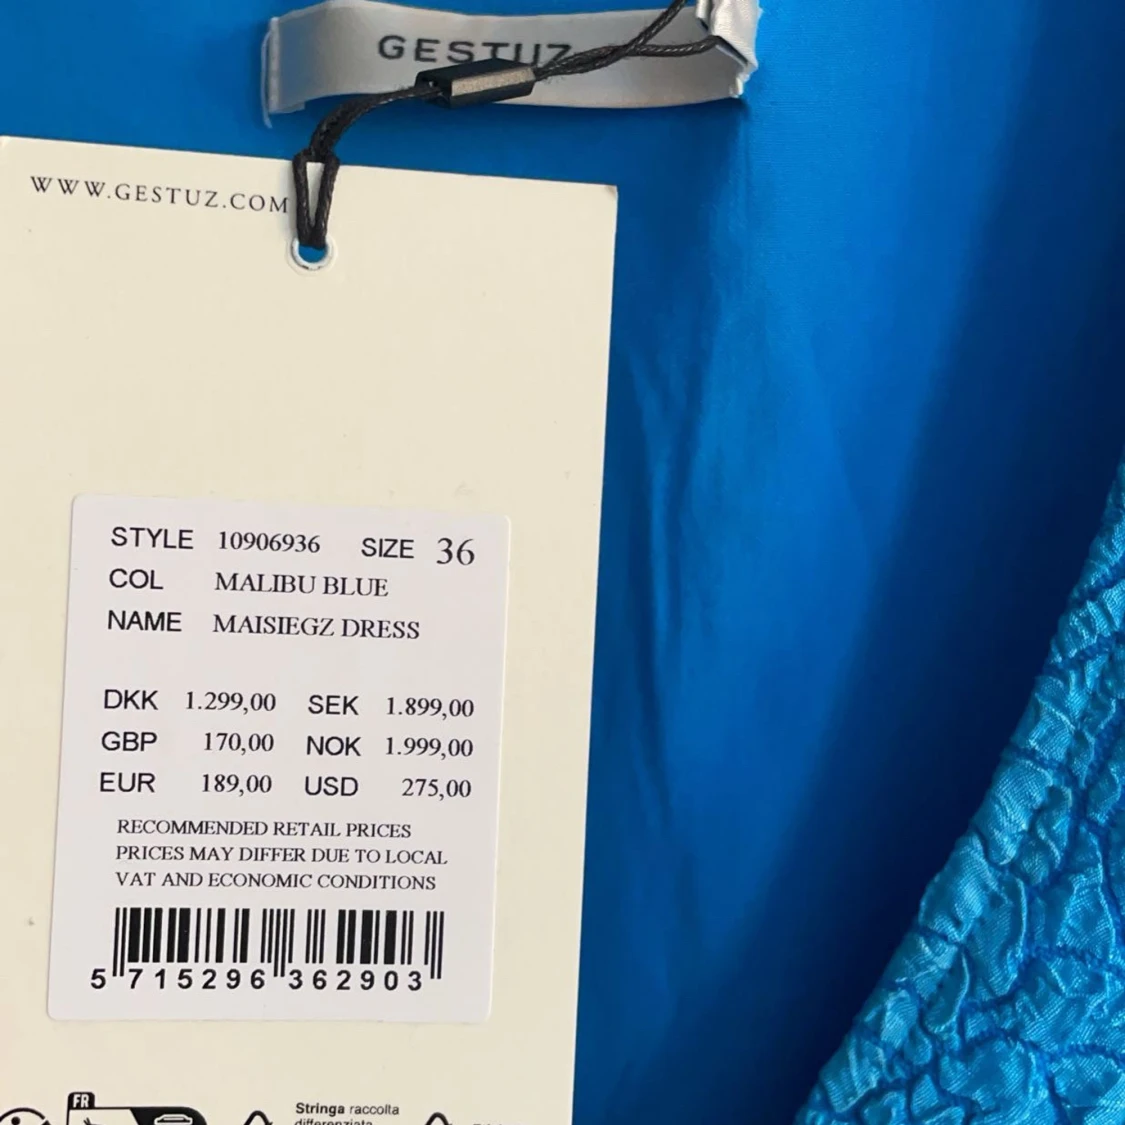 GESTUZ
WWW.GESTUZ.COM
STYLE 10906936 SIZE 36
COL MALIBU BLUE
NAME MAISIEGZ DRESS
DKK 1.299,00 SEK 1.899,00
GBP 170,00 NOK 1.999,00
EUR 189,00 USD 275,00
RECOMMENDED RETAIL PRICES
PRICES MAY DIFFER DUE TO LOCAL
VAT AND ECONOMIC CONDITIONS
5 715296 362903
FR
Stringa raccolta
differenziata